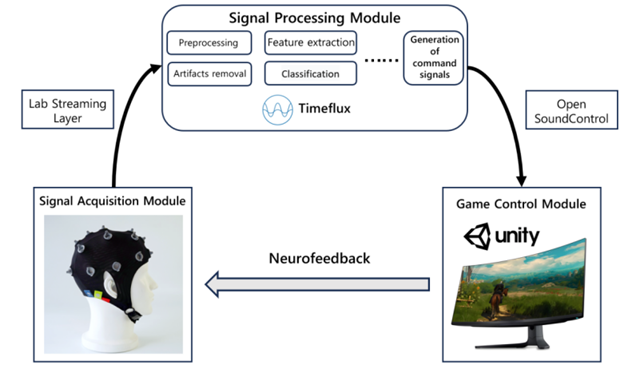 Signal Processing Module
Preprocessing
Feature extraction
Artifacts removal
Classification
Generation
of
command
signals
Timeflux
Lab Streaming
Layer
Open
SoundControl
Signal Acquisition Module
Game Control Module
unity
Neurofeedback